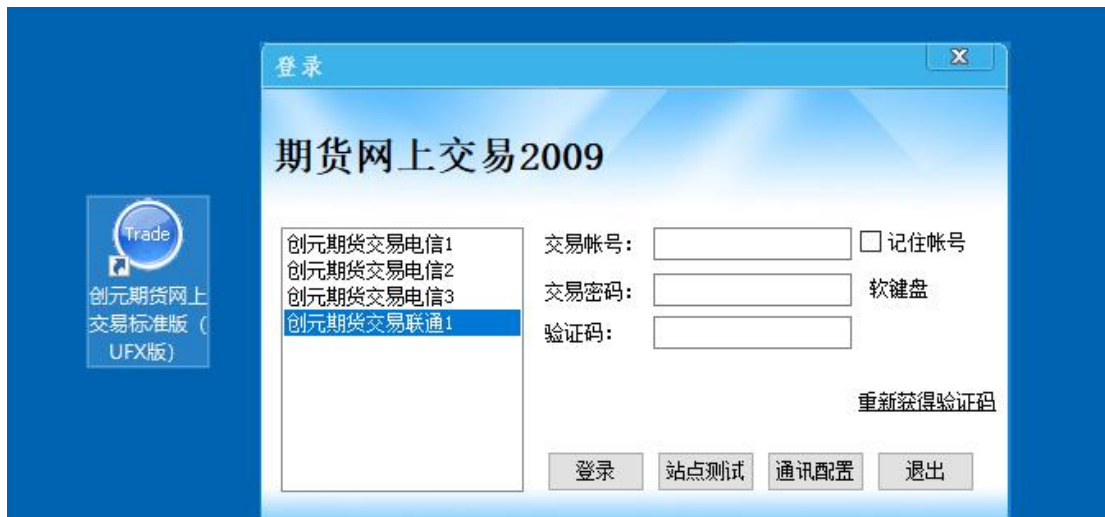 登录
期货网上交易2009
Trade
创元期货网上
交易标准版（
UFX版）
创元期货交易电信1
创元期货交易电信2
创元期货交易电信3
创元期货交易联通1
交易帐号：
记住帐号
交易密码：
软键盘
验证码：
重新获得验证码
登录
站点测试
通讯配置
退出